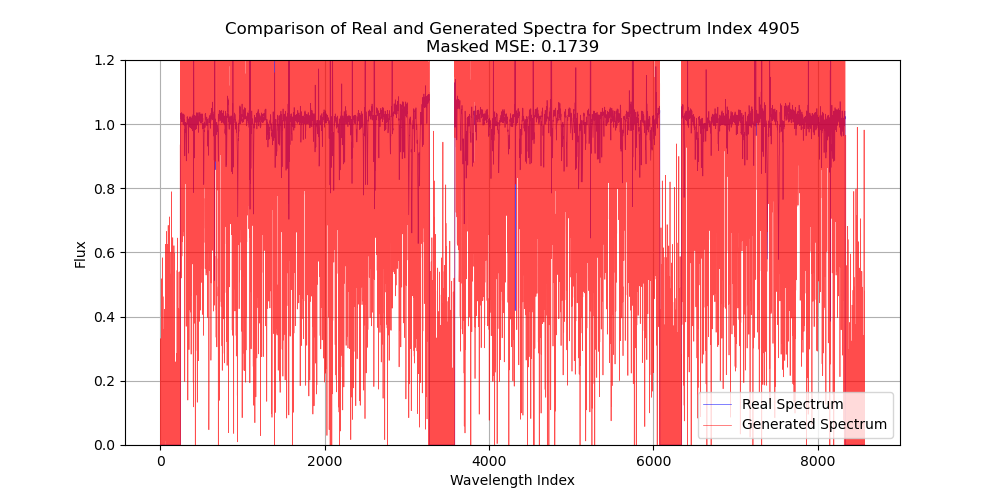 Comparison of Real and Generated Spectra for Spectrum Index 4905
Masked MSE: 0.1739
1.2
1.0
0.8
0.6
0.4
0.2
0.0
Flux
0 2000 4000 6000 8000
Wavelength Index
Real Spectrum
Generated Spectrum